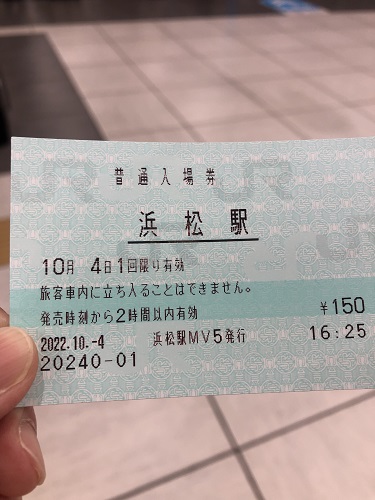 普通入場券
浜松駅
10月 4日1回限り有効
旅客車内に立ち入ることはできません。
発売時刻から2時間以内有効 ¥150
2022.10.-4 浜松駅MV5発行 16:25
20240-01